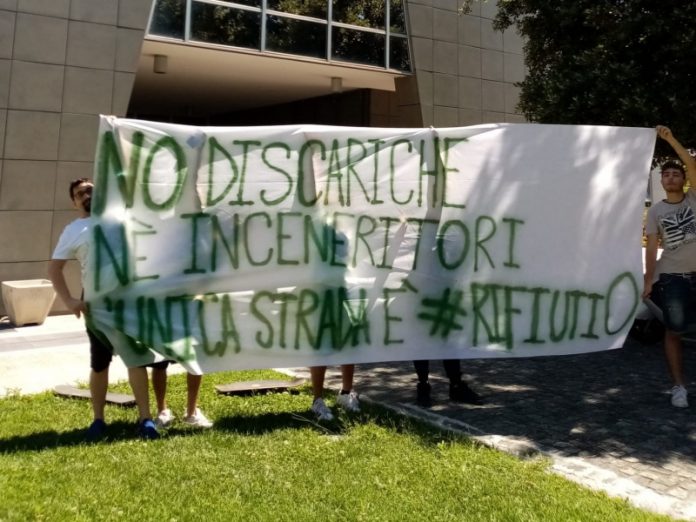 NO DISCARICHE
NÈ INCENERITORI
L'UNICA STRADA È #RIFIUTIO